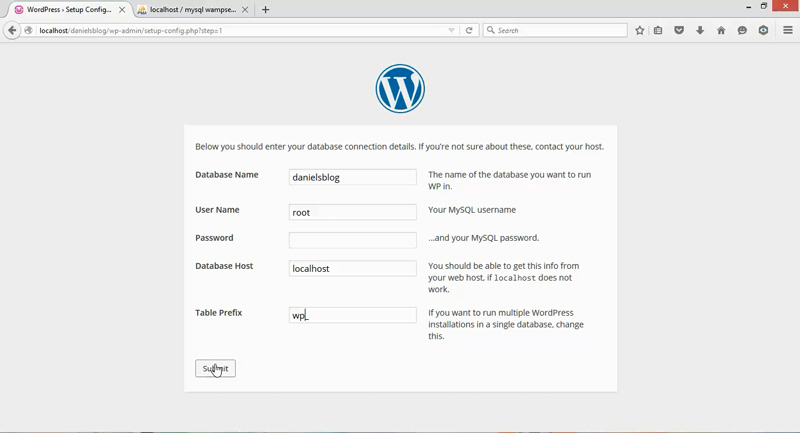 WordPress › Setup Config...
localhost / mysql wampse...
localhost/danielsblog/wp-admin/setup-config.php?step=1
Search
Below you should enter your database connection details. If you're not sure about these, contact your host.
Database Name
danielsblog
The name of the database you want to run
WP in.
User Name
root
Your MySQL username
Password
...and your MySQL password.
Database Host
localhost
You should be able to get this info from
your web host, if localhost does not
work.
Table Prefix
wp_
If you want to run multiple WordPress
installations in a single database, change
this.
Submit